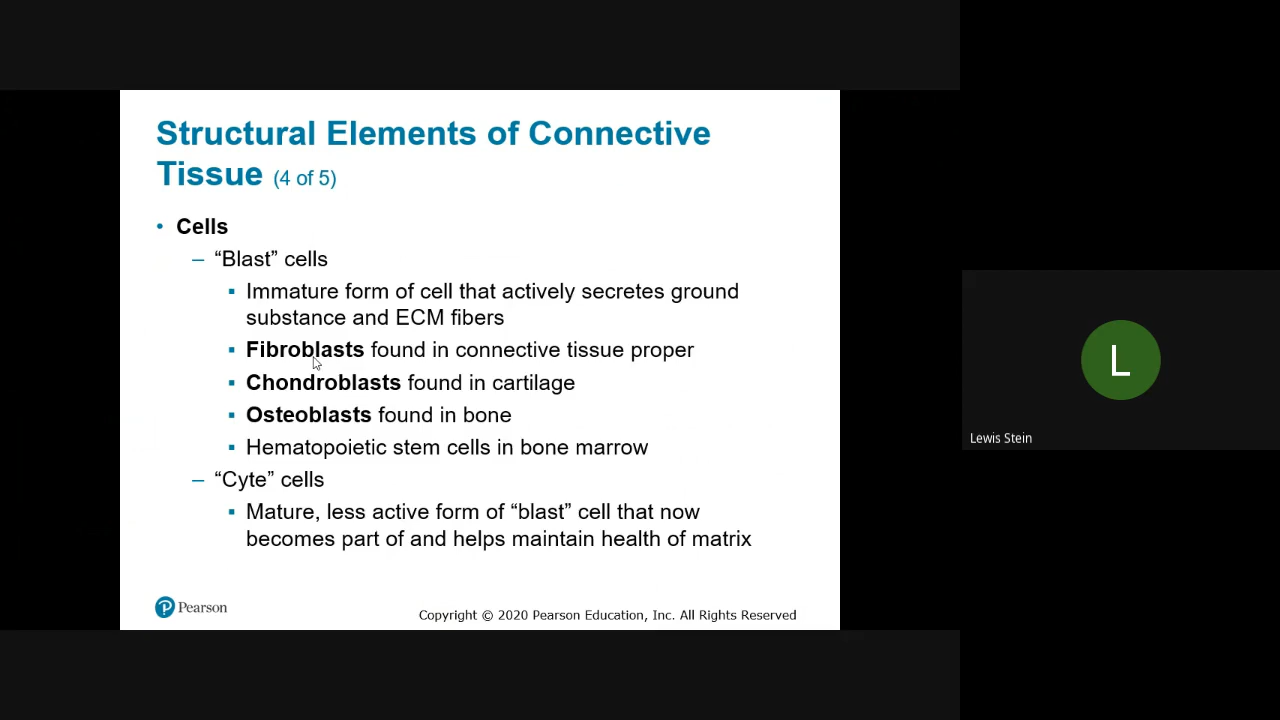 Structural Elements of Connective
Tissue (4 of 5)
• Cells
– “Blast” cells
▪ Immature form of cell that actively secretes ground
substance and ECM fibers
▪ Fibroblasts found in connective tissue proper
▪ Chondroblasts found in cartilage
▪ Osteoblasts found in bone
▪ Hematopoietic stem cells in bone marrow
– “Cyte” cells
▪ Mature, less active form of “blast” cell that now
becomes part of and helps maintain health of matrix
P Pearson
Copyright © 2020 Pearson Education, Inc. All Rights Reserved
L
Lewis Stein